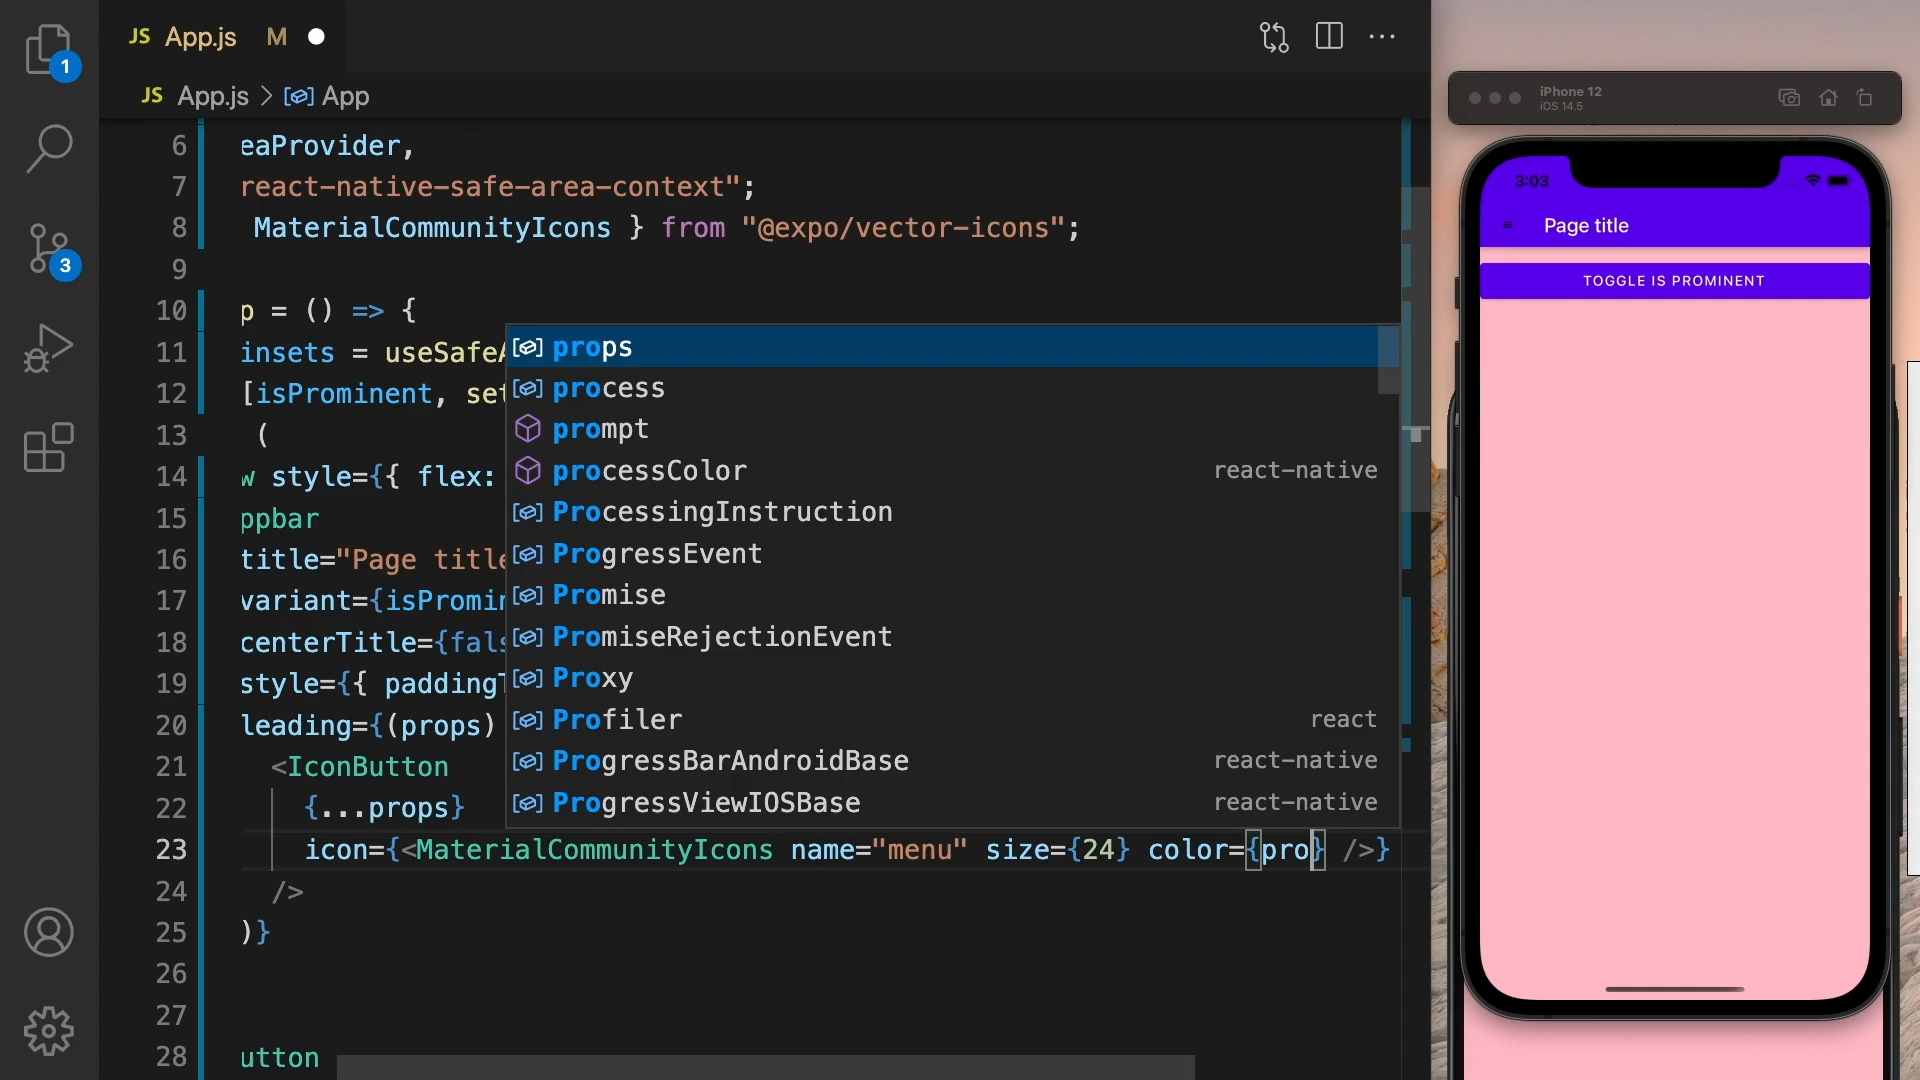 1
3
JS App.js M
JS App.js > App
6 eaProvider,
7 react-native-safe-area-context";
8 MaterialCommunityIcons } from "@expo/vector-icons";
9
10 p = () => {
11 insets = useSafeA
12 [isProminent, set
13 (
14 w style={{ flex:
15 ppbar
16 title="Page title
17 variant={isPromin
18 centerTitle={fals
19 style={{ paddingT
20 leading={(props)
21 <IconButton
22 {...props}
23 icon={<MaterialCommunityIcons name="menu" size={24} color={pro} />}
24 />
25 )}
26
27
28 utton
props
process
prompt
processColor react-native
ProcessingInstruction
ProgressEvent
Promise
PromiseRejectionEvent
Proxy
Profiler react
ProgressBarAndroidBase react-native
ProgressViewIOSBase react-native
iPhone 12
iOS 14.5
3:03
Page title
TOGGLE IS PROMINENT